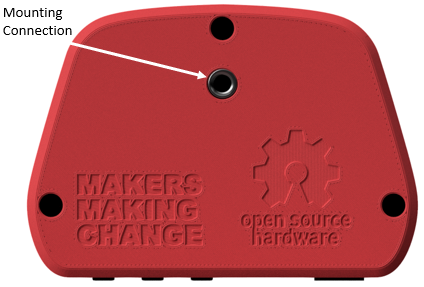 Mounting
Connection
MAKERS
MAKING
CHANGE
open source
hardware